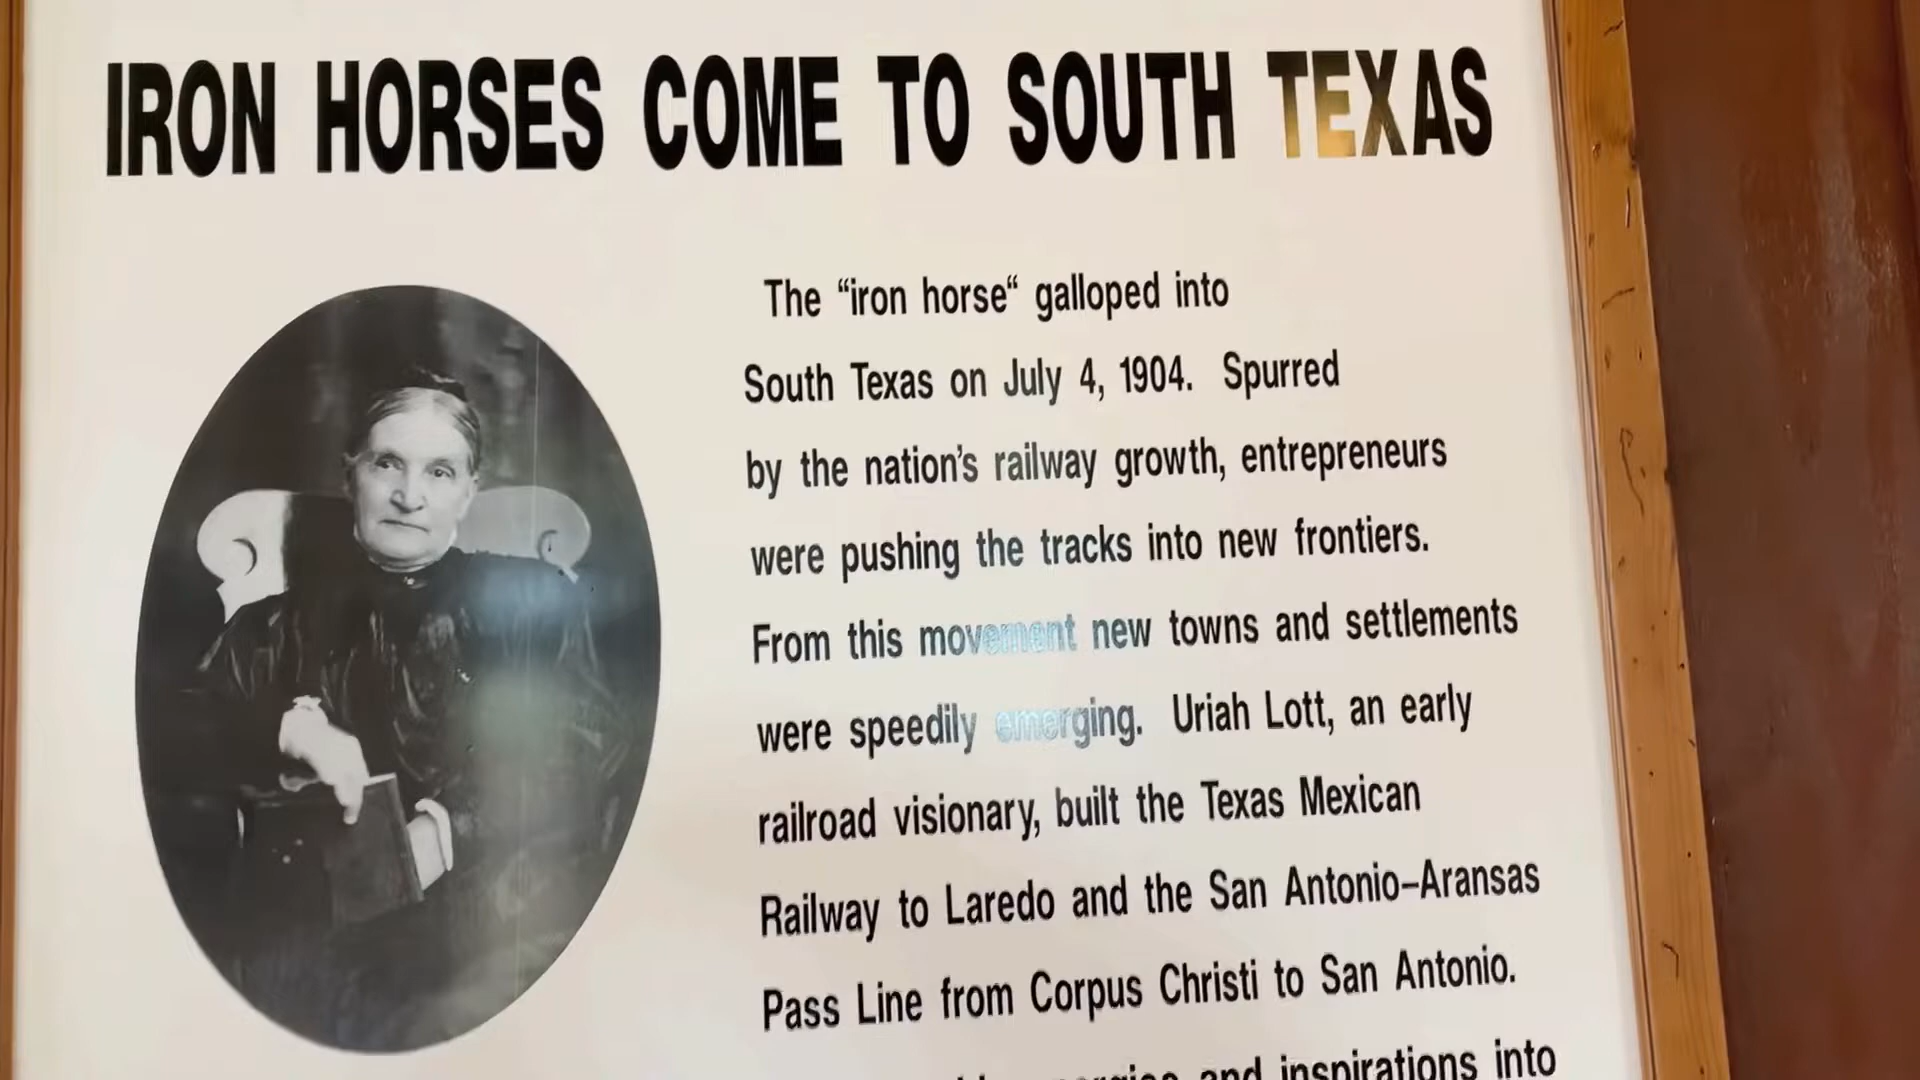 IRON HORSES COME TO SOUTH TEXAS
The “iron horse“ galloped into
South Texas on July 4, 1904. Spurred
by the nation’s railway growth, entrepreneurs
were pushing the tracks into new frontiers.
From this movement new towns and settlements
were speedily emerging. Uriah Lott, an early
railroad visionary, built the Texas Mexican
Railway to Laredo and the San Antonio–Aransas
Pass Line from Corpus Christi to San Antonio.
and inspirations into